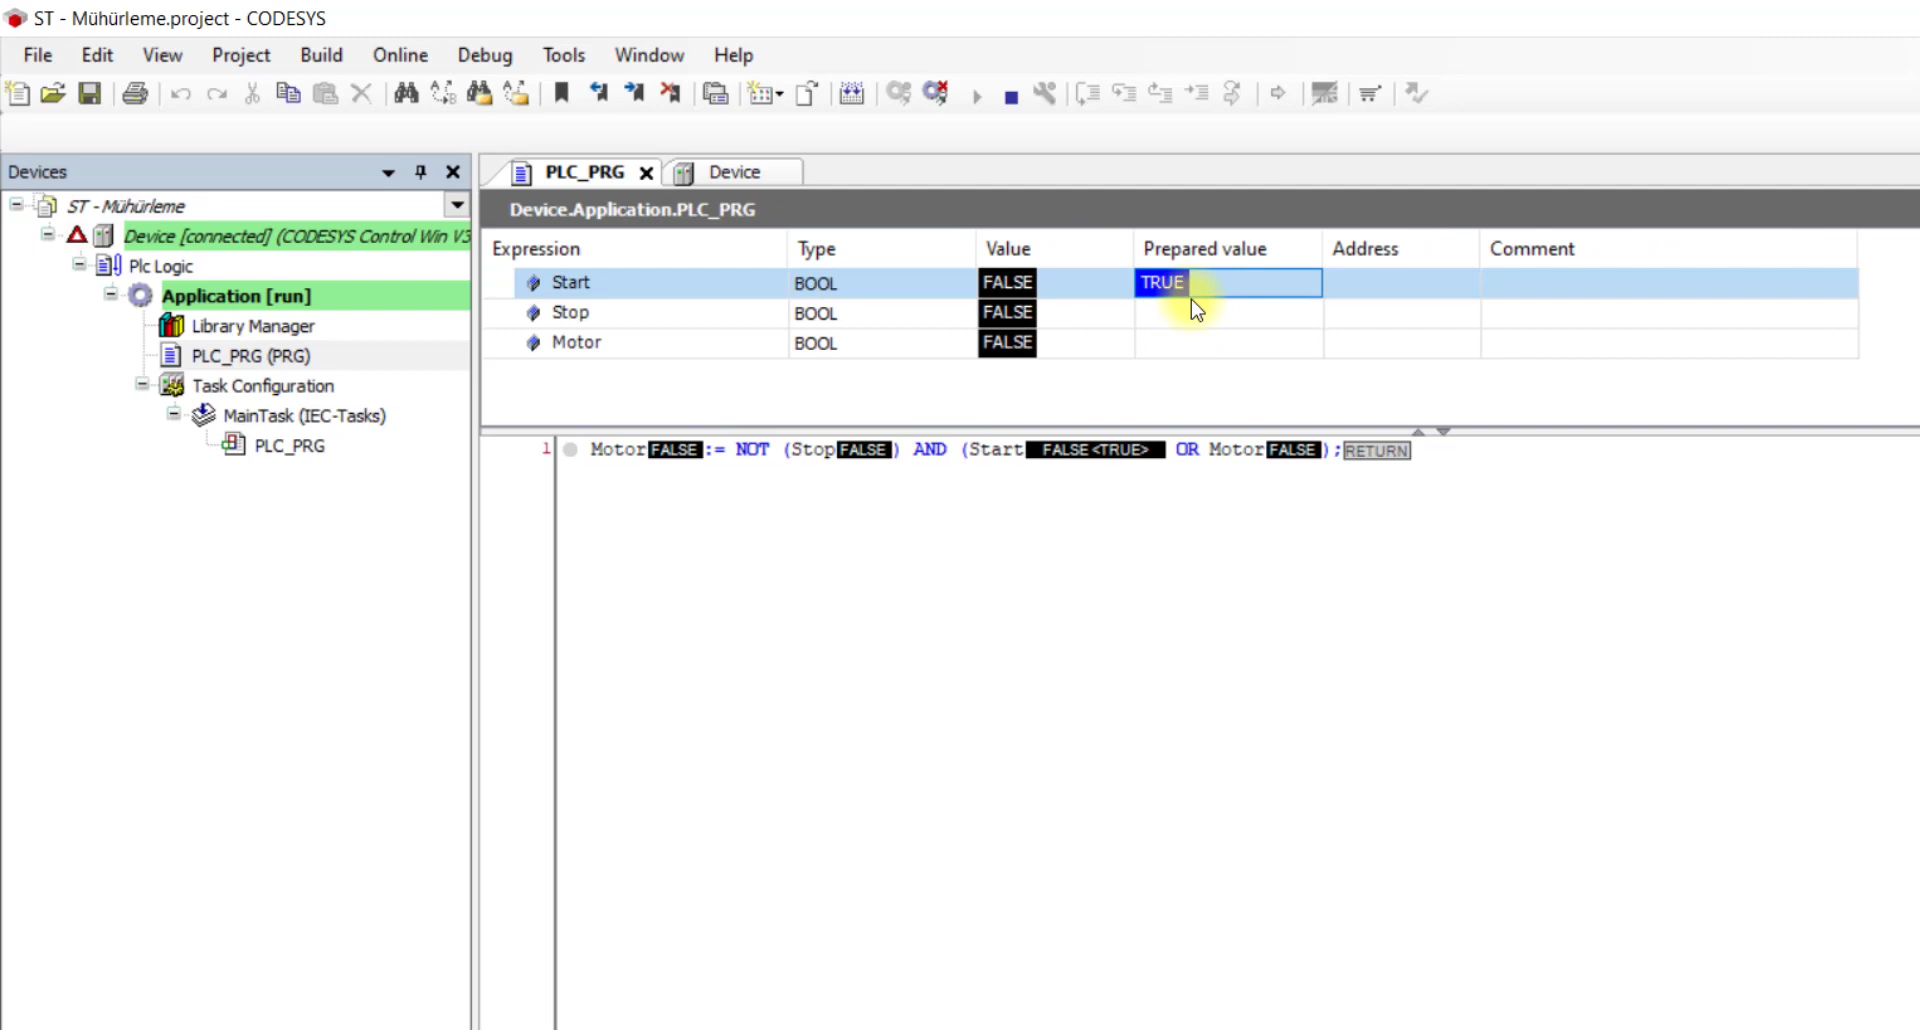 ST - Mühürleme.project - CODESYS
File Edit View Project Build Online Debug Tools Window Help
Devices
ST - Mühürleme
Device [connected] (CODESYS Control Win V3
Plc Logic
Application [run]
Library Manager
PLC_PRG (PRG)
Task Configuration
MainTask (IEC-Tasks)
PLC_PRG
PLC_PRG Device
Device.Application.PLC_PRG
Expression Type Value Prepared value Address Comment
Start BOOL FALSE TRUE
Stop BOOL FALSE
Motor BOOL FALSE
1 Motor FALSE := NOT (Stop FALSE ) AND (Start FALSE<TRUE> OR Motor FALSE ); RETURN